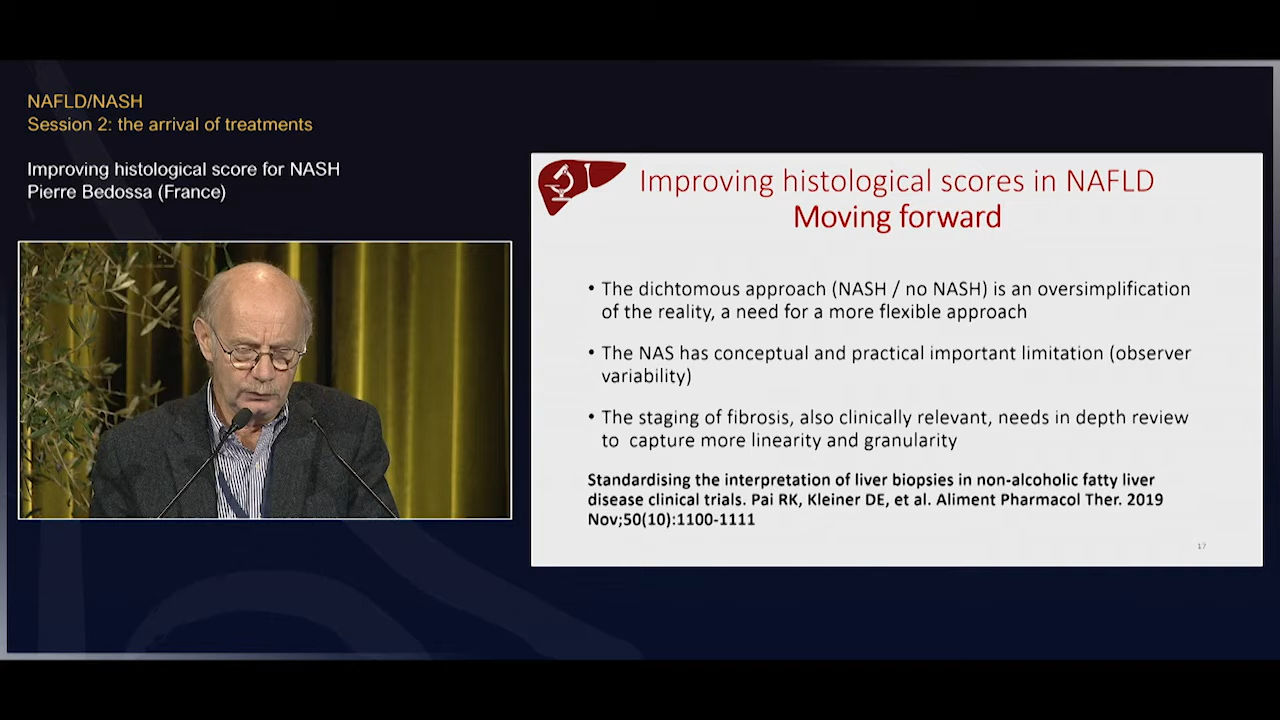 NAFLD/NASH
Session 2: the arrival of treatments
Improving histological score for NASH
Pierre Bedossa (France)
Improving histological scores in NAFLD
Moving forward
• The dichtomous approach (NASH / no NASH) is an oversimplification
of the reality, a need for a more flexible approach
• The NAS has conceptual and practical important limitation (observer
variability)
• The staging of fibrosis, also clinically relevant, needs in depth review
to capture more linearity and granularity
Standardising the interpretation of liver biopsies in non-alcoholic fatty liver
disease clinical trials. Pai RK, Kleiner DE, et al. Aliment Pharmacol Ther. 2019
Nov;50(10):1100-1111
17